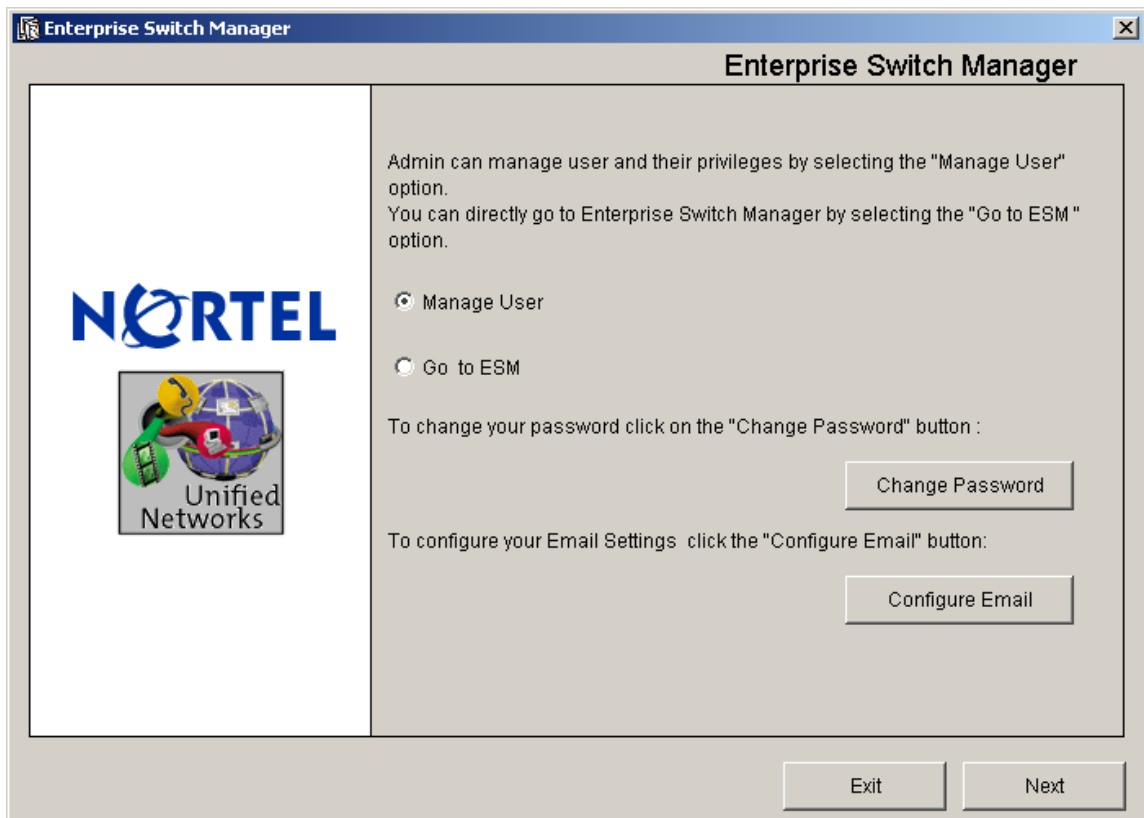 Enterprise Switch Manager
Enterprise Switch Manager
Admin can manage user and their privileges by selecting the "Manage User"
option.
You can directly go to Enterprise Switch Manager by selecting the "Go to ESM "
option.
NORTEL
Manage User
Go to ESM
Unified
Networks
To change your password click on the "Change Password" button :
Change Password
To configure your Email Settings click the "Configure Email" button:
Configure Email
Exit
Next